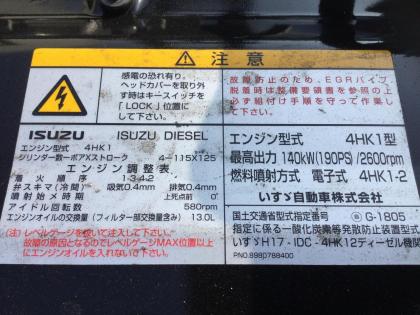 ⚠ 注 意
感電の恐れ有り。
ヘッドカバーを取り外
す時はキースイッチを
「LOCK」位置に
して下さい。
故障防止のため、EGRパイプ
脱着時は整備要領書を参照の上
必ず組付け手順を守って作業し
て下さい。
ISUZU ISUZU DIESEL
エンジン型式 4HK1
シリンダ数ーボアXストローク 4-115X125
エンジン調整表
着火順序 1-3-4-2
弁スキマ(冷間) 吸気0.4mm 排気0.4mm
噴射始め時期 上死点前 0°
アイドル回転数 580rpm
エンジンオイルの交換量(フィルター部交換量含み) 13.0L
注)レベルゲージを拭いて注入して下さい。
故障の原因となるのでレベルゲージMAX位置以上
にエンジンオイルを入れないで下さい。
エンジン型式 4HK1型
最高出力 140kW(190PS)/2600rpm
燃料噴射方式 電子式 4HK1-2
いすゞ自動車株式会社
国土交通省型式指定番号 G-1805
指定に係る一酸化炭素等発散防止装置型式
いすゞH17-IDC-4HK12ディーゼル機関
PNO.8980788400